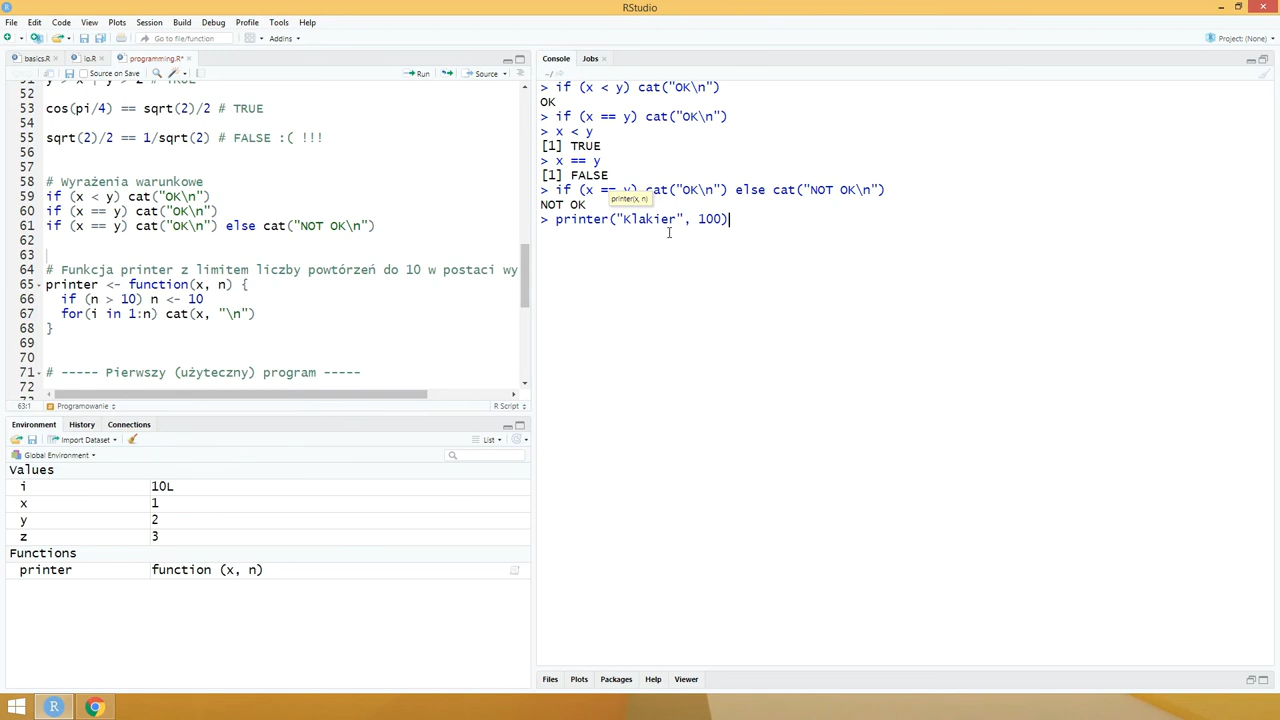 RStudio
File Edit Code View Plots Session Build Debug Profile Tools Help
Go to file/function Addins Project: (None)
basics.R io.R programming.R*
Source on Save Run Source
52
53 cos(pi/4) == sqrt(2)/2 # TRUE
54
55 sqrt(2)/2 == 1/sqrt(2) # FALSE :( !!!
56
57
58 # Wyrażenia warunkowe
59 if (x < y) cat("OK\n")
60 if (x == y) cat("OK\n")
61 if (x == y) cat("OK\n") else cat("NOT OK\n")
62
63
64 # Funkcja printer z limitem liczby powtórzeń do 10 w postaci wy
65 printer <- function(x, n) {
66 if (n > 10) n <- 10
67 for(i in 1:n) cat(x, "\n")
68 }
69
70
71 # ----- Pierwszy (użyteczny) program -----
72
63:1 Programowanie R Script
Environment History Connections
Import Dataset List
Global Environment
Values
i 10L
x 1
y 2
z 3
Functions
printer function (x, n)
Console Jobs
~/
> if (x < y) cat("OK\n")
OK
> if (x == y) cat("OK\n")
> x < y
[1] TRUE
> x == y
[1] FALSE
> if (x == y) cat("OK\n") else cat("NOT OK\n")
printer(x, n)
NOT OK
> printer("Klakier", 100)
Files Plots Packages Help Viewer